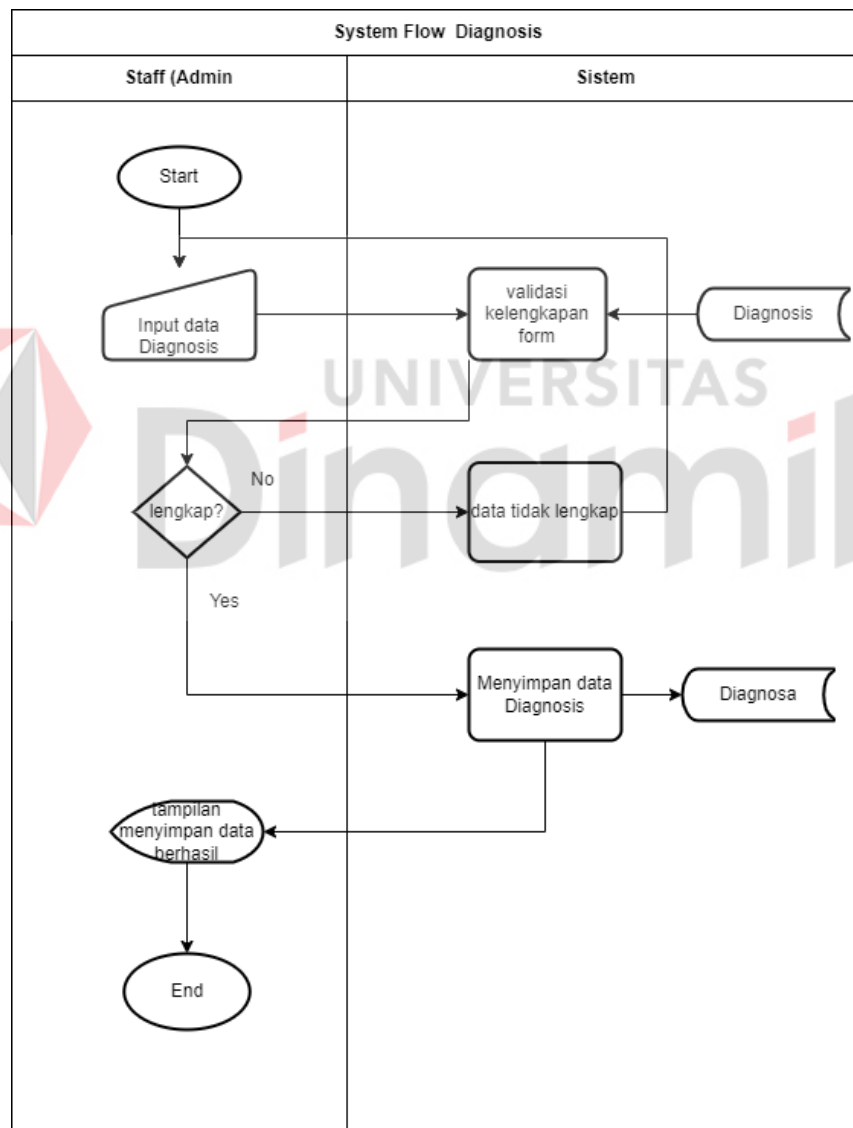 System Flow Diagnosis
Staff (Admin
Sistem
Start
Input data
Diagnosis
validasi
kelengkapan
form
Diagnosis
UNIVERSITAS
Dinamik
lengkap?
No
data tidak lengkap
Yes
Menyimpan data
Diagnosis
Diagnosa
tampilan
menyimpan data
berhasil
End